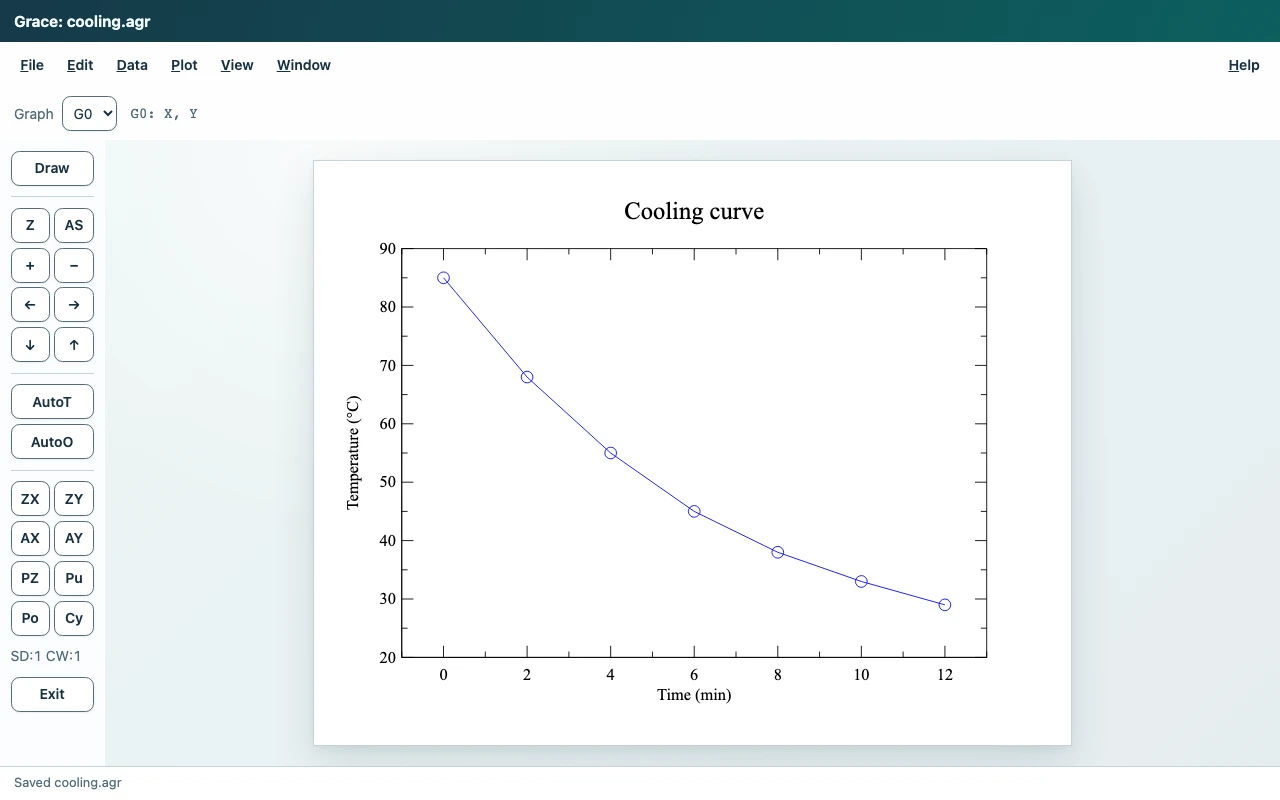 Grace: cooling.agr
File Edit Data Plot View Window Help
Graph G0 G0: X, Y
Draw
Z AS
+ −
← →
↓ ↑
AutoT
AutoO
ZX ZY
AX AY
PZ Pu
Po Cy
SD:1 CW:1
Exit
Cooling curve
90
80
70
60
50
40
30
20
Temperature (°C)
0 2 4 6 8 10 12
Time (min)
Saved cooling.agr